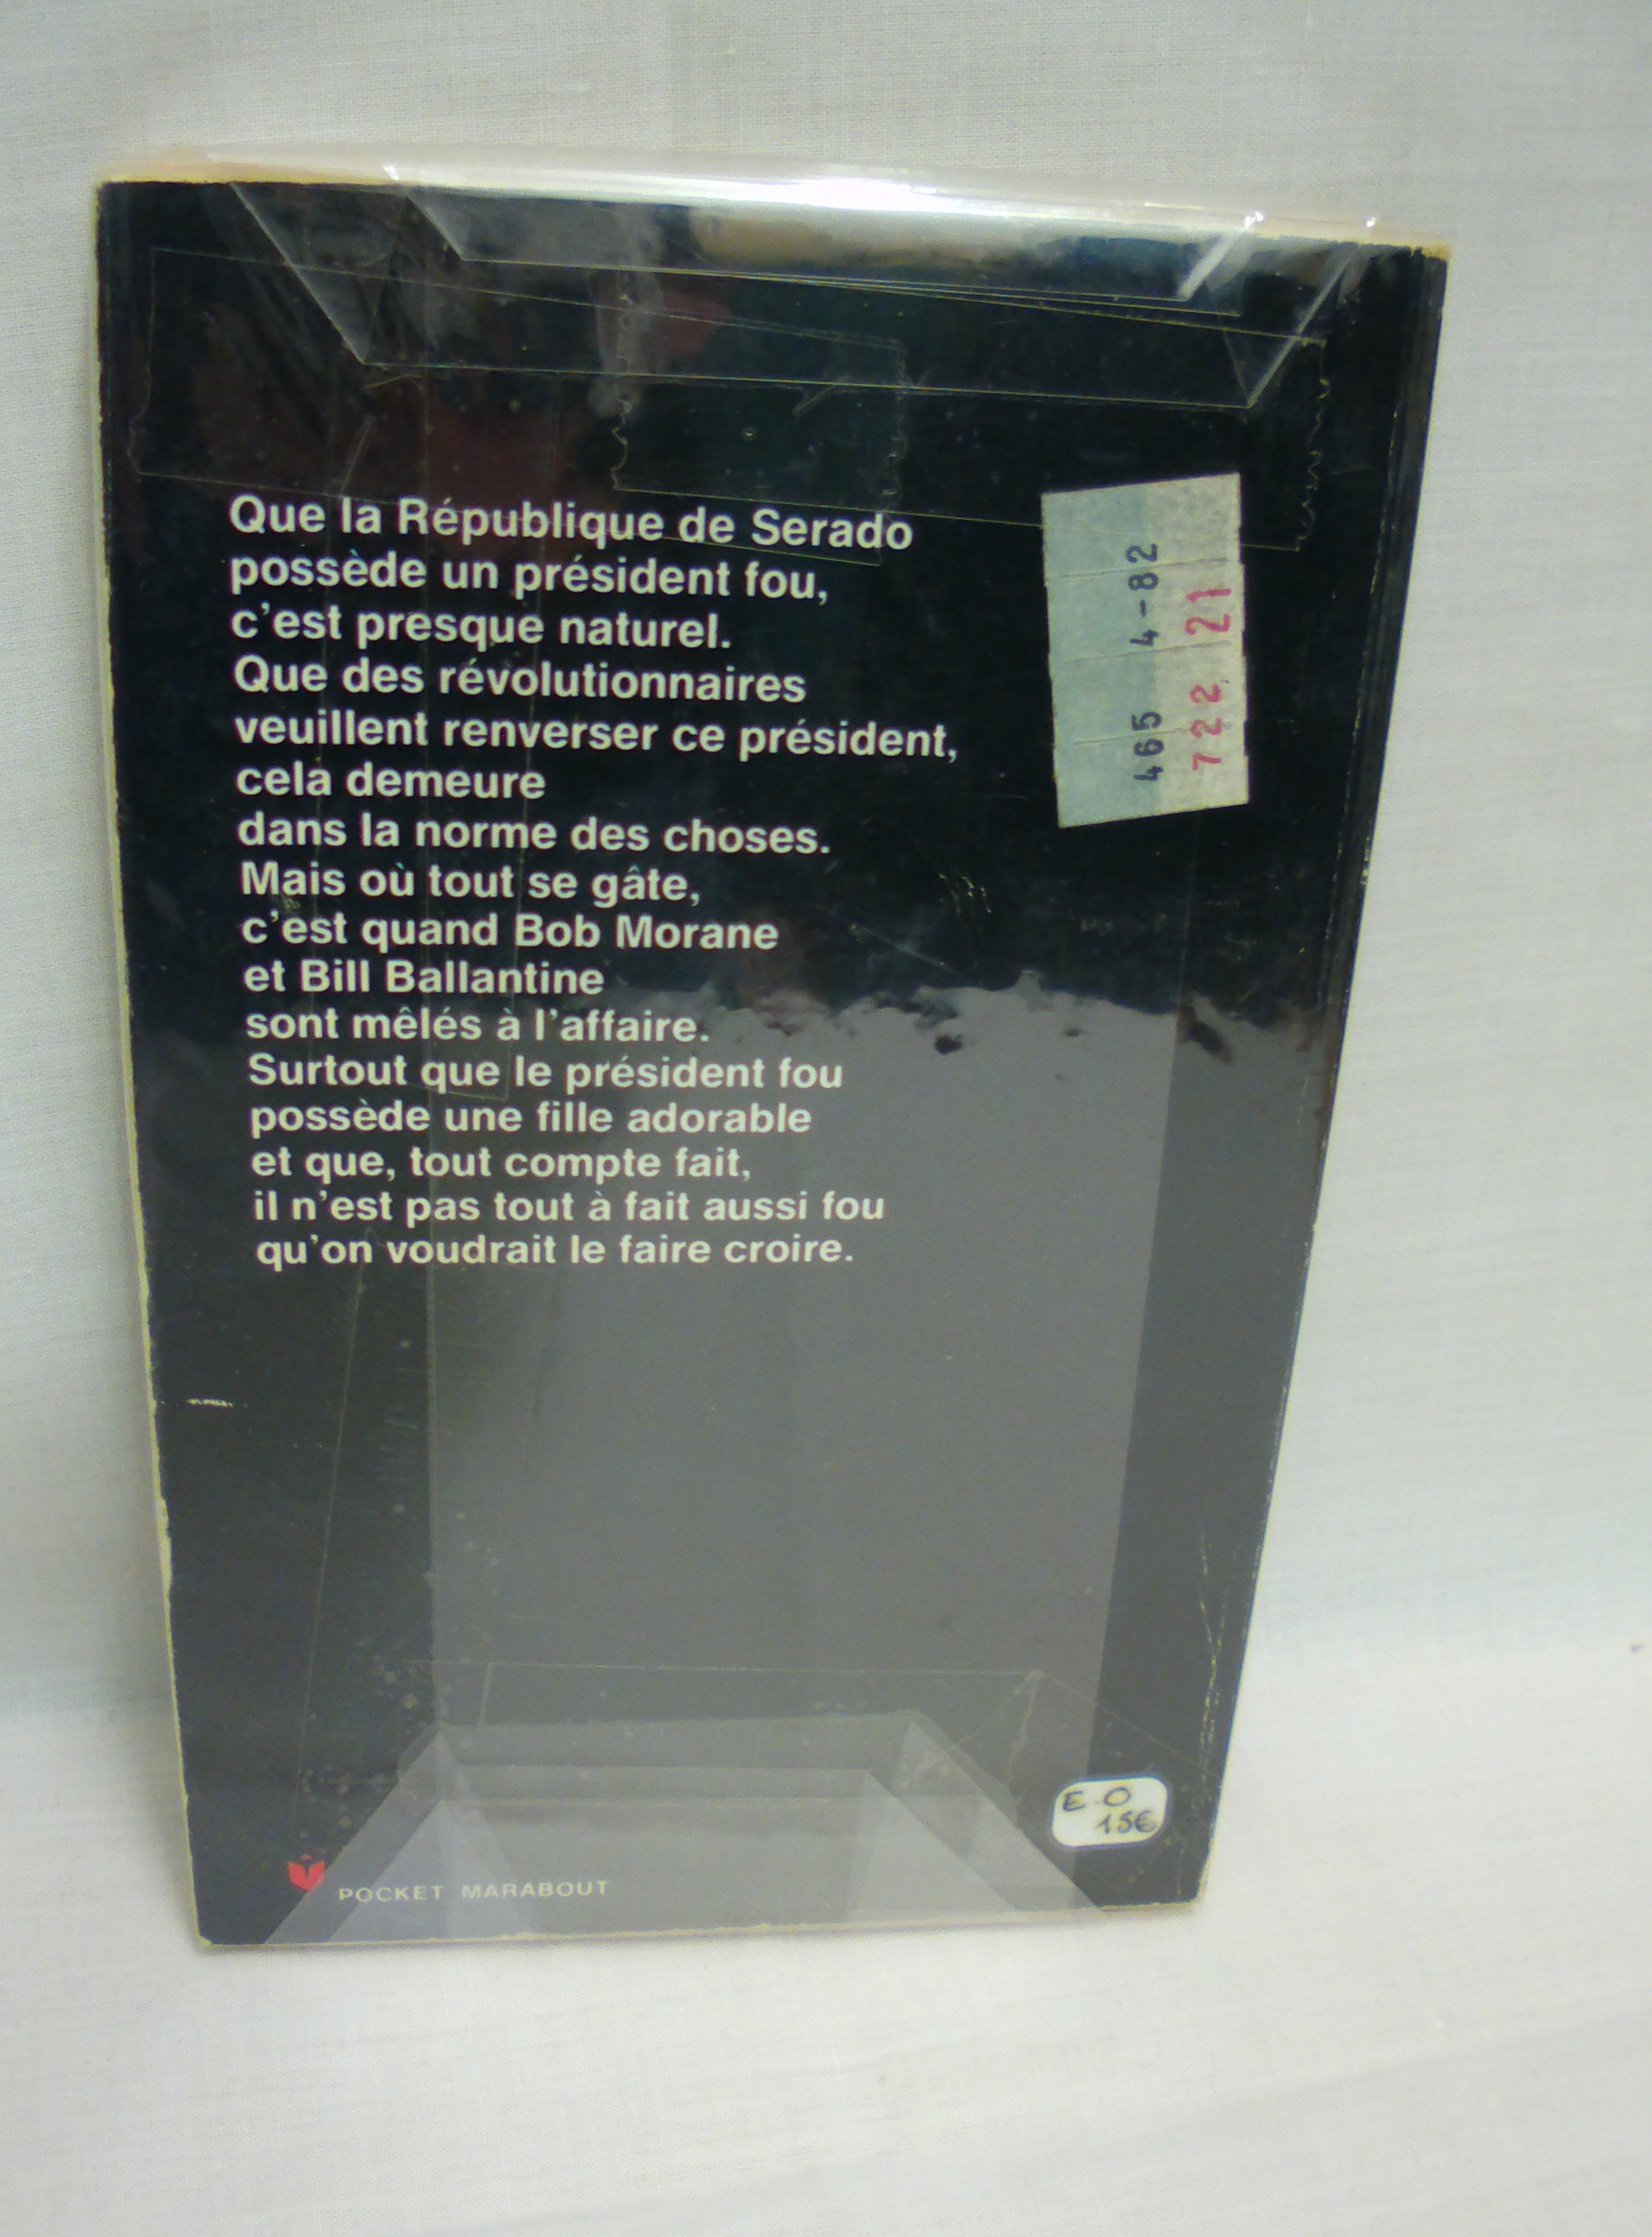 Que la République de Serado
possède un président fou,
c'est presque naturel.
Que des révolutionnaires
veuillent renverser ce président,
cela demeure
dans la norme des choses.
Mais où tout se gâte,
c'est quand Bob Morane
et Bill Ballantine
sont mêlés à l'affaire.
Surtout que le président fou
possède une fille adorable
et que, tout compte fait,
il n'est pas tout à fait aussi fou
qu'on voudrait le faire croire.
465 4-82
722 21
E.O
15€
POCKET MARABOUT